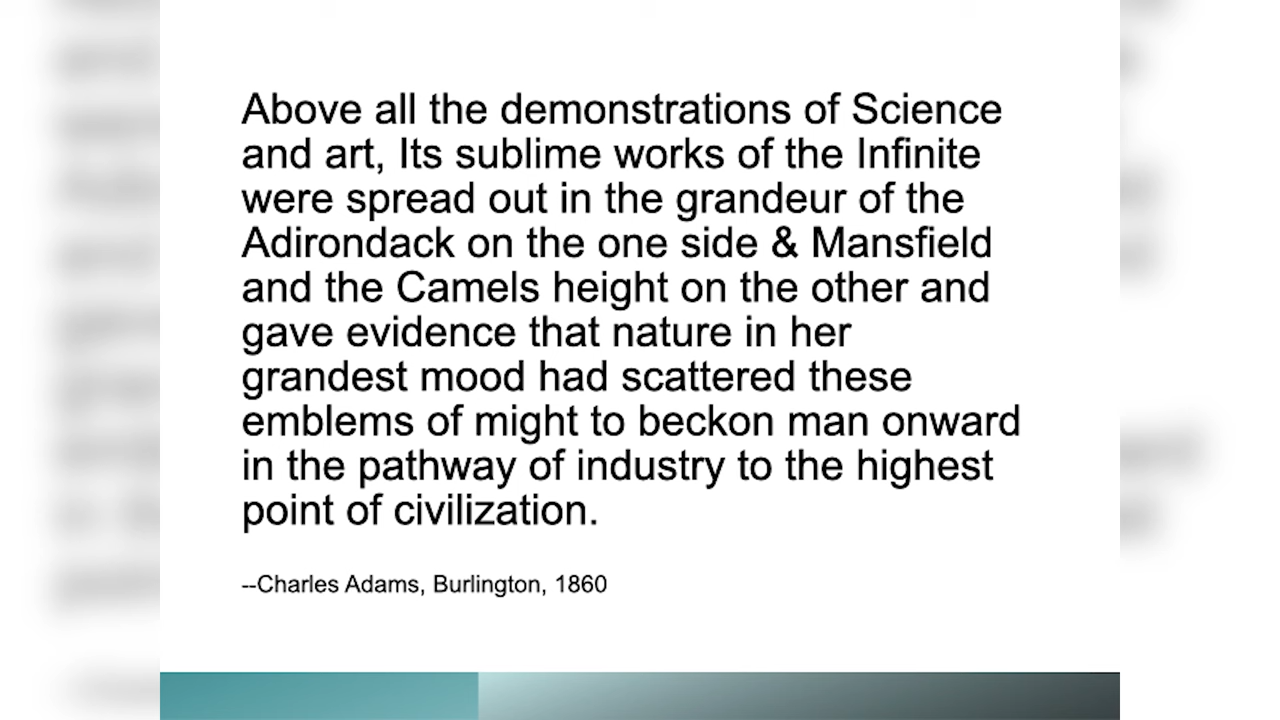 Above all the demonstrations of Science
and art, Its sublime works of the Infinite
were spread out in the grandeur of the
Adirondack on the one side & Mansfield
and the Camels height on the other and
gave evidence that nature in her
grandest mood had scattered these
emblems of might to beckon man onward
in the pathway of industry to the highest
point of civilization.
--Charles Adams, Burlington, 1860